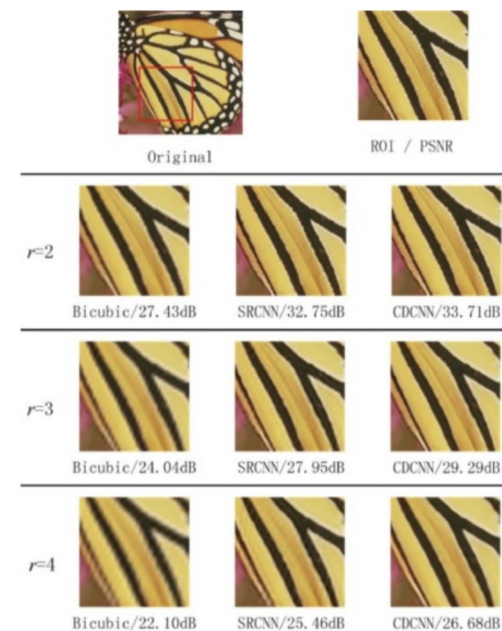 Original
ROI / PSNR
r=2
Bicubic/27.43dB
SRCNN/32.75dB
CDCNN/33.71dB
r=3
Bicubic/24.04dB
SRCNN/27.95dB
CDCNN/29.29dB
r=4
Bicubic/22.10dB
SRCNN/25.46dB
CDCNN/26.68dB